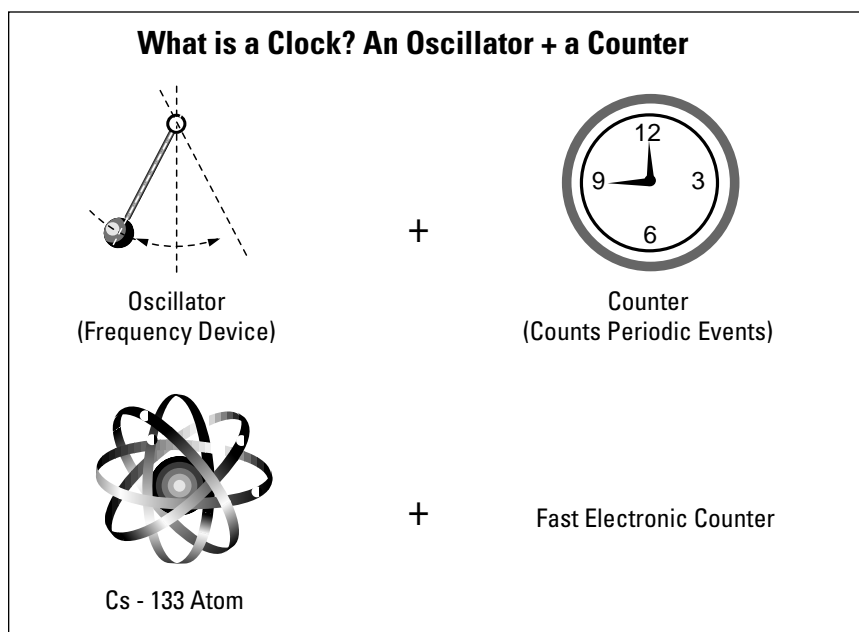 What is a Clock? An Oscillator + a Counter
12
9
3
6
+
Oscillator
(Frequency Device)
Counter
(Counts Periodic Events)
+
Fast Electronic Counter
Cs - 133 Atom